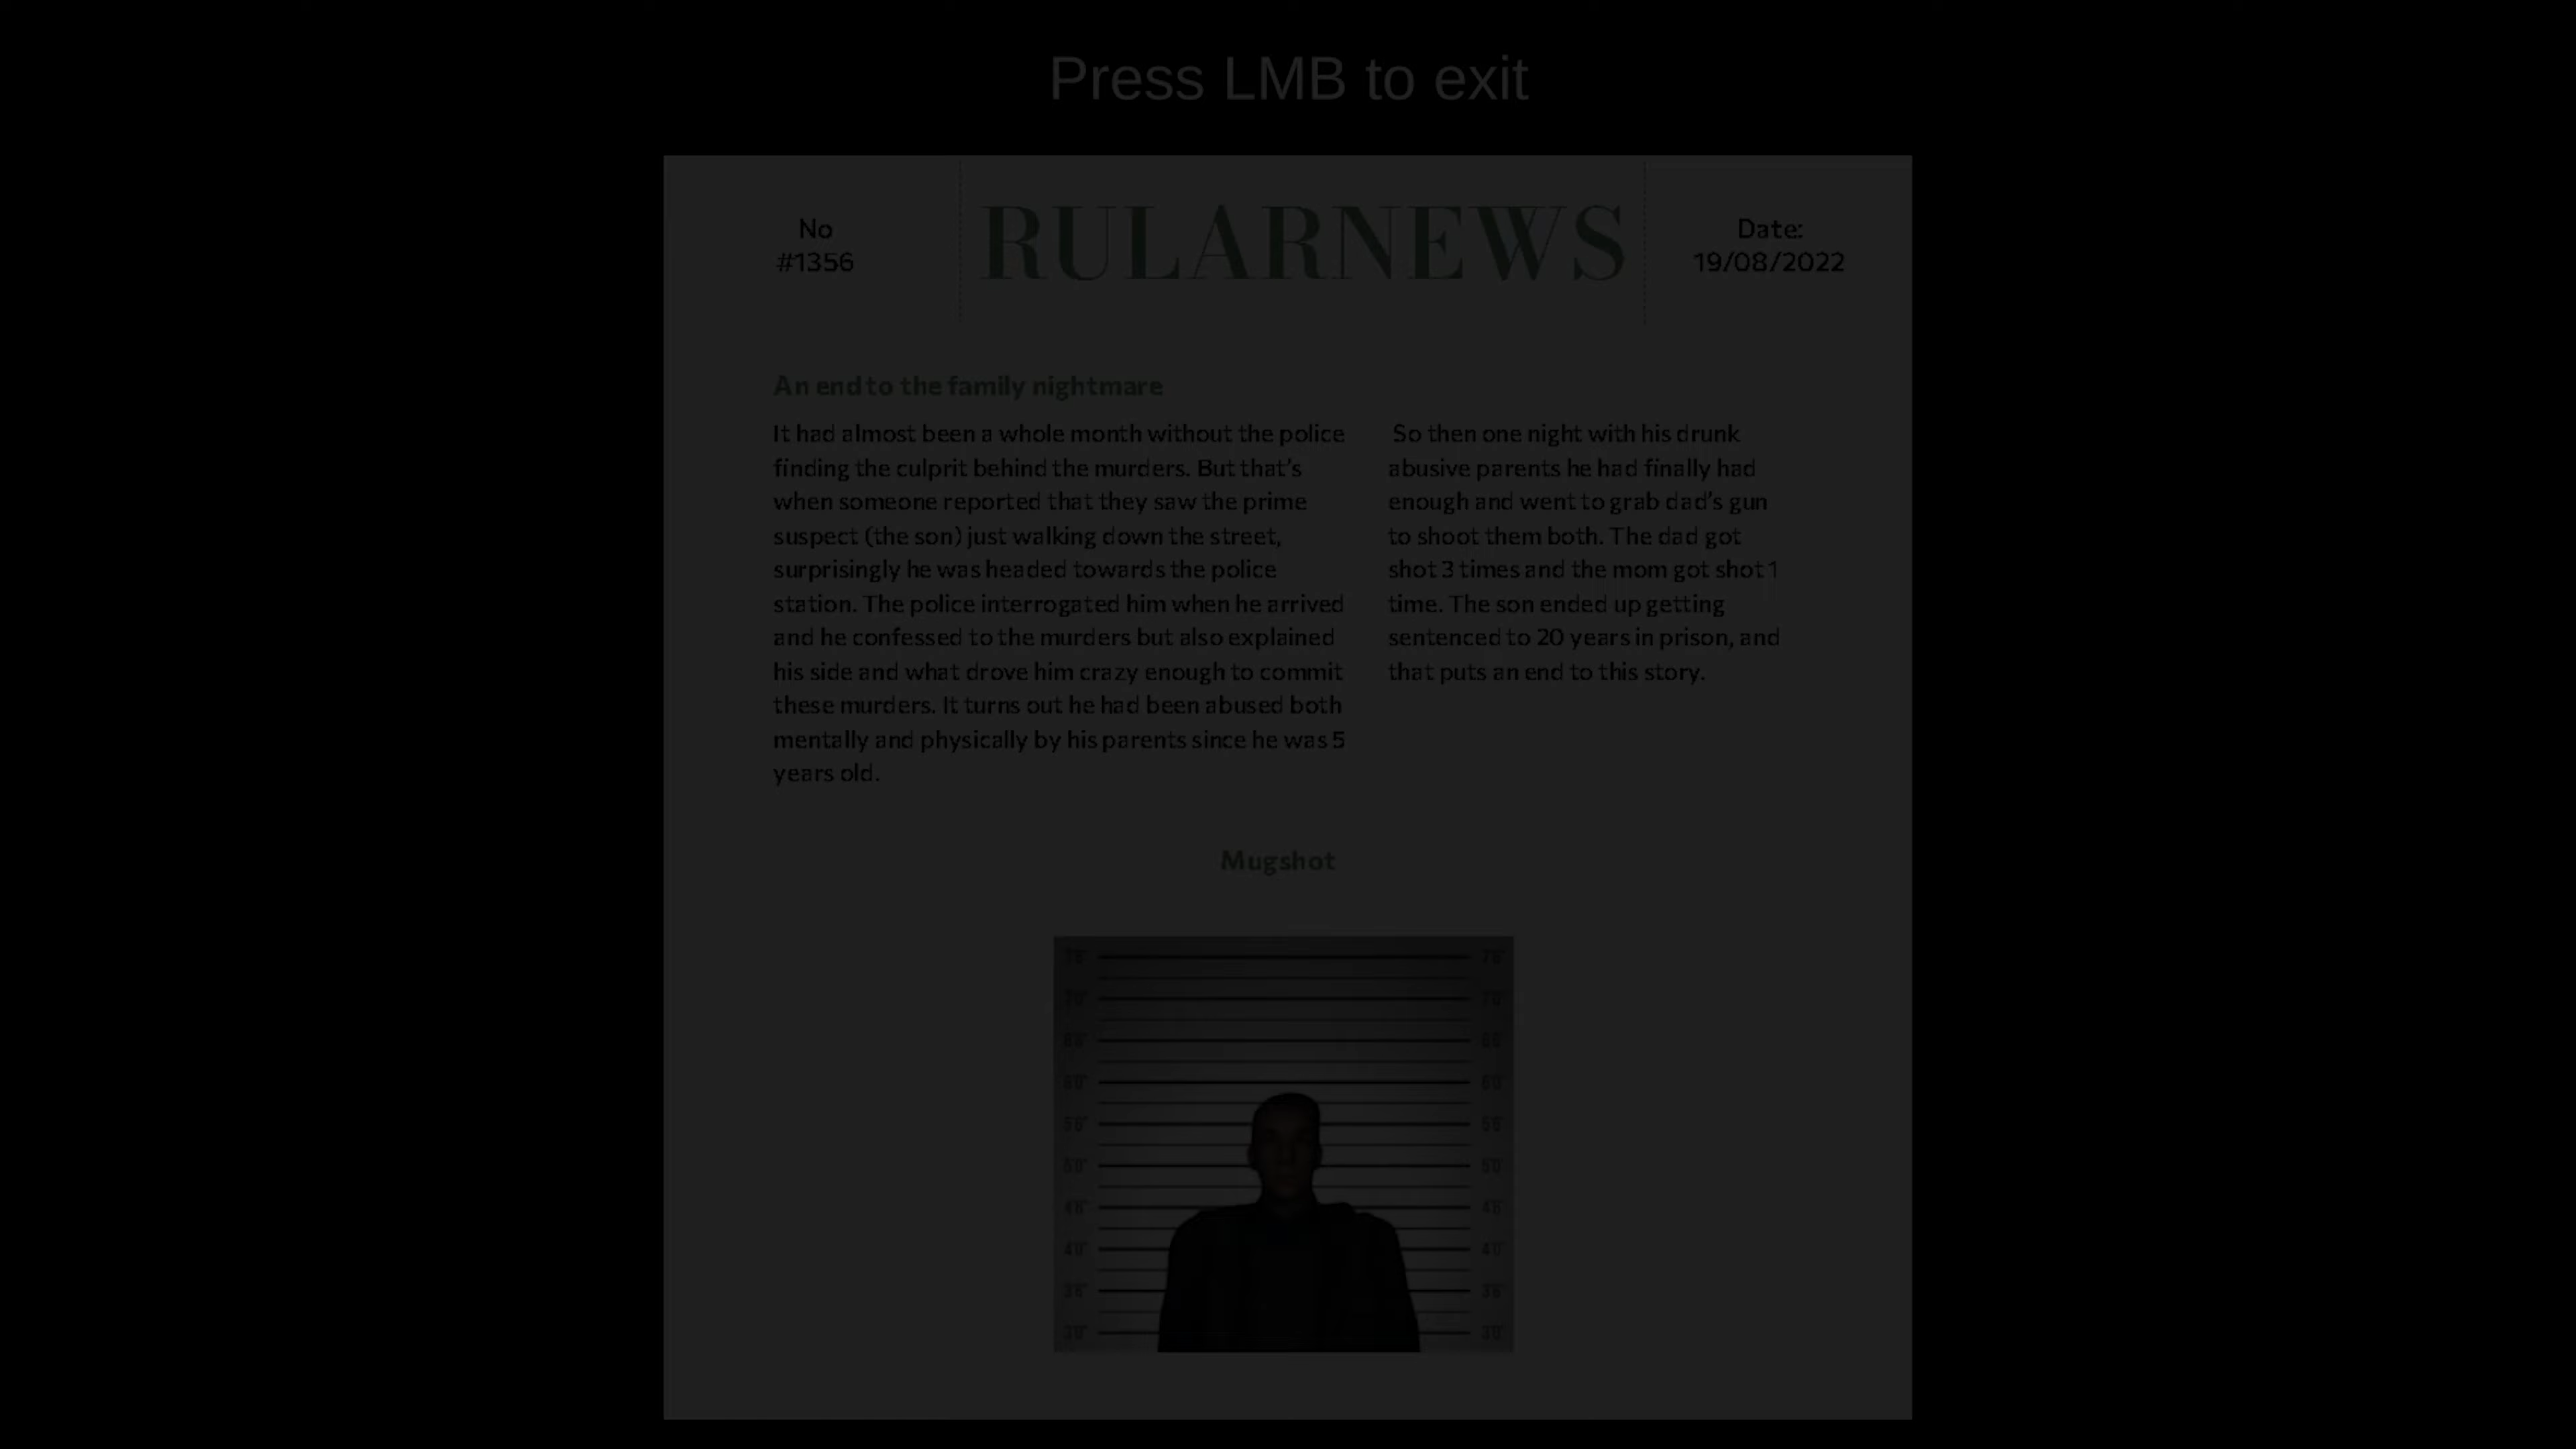 Press LMB to exit
No
#1356
RULARNEWS
Date:
19/08/2022
An end to the family nightmare
It had almost been a whole month without the police
finding the culprit behind the murders. But that's
when someone reported that they saw the prime
suspect (the son) just walking down the street,
surprisingly he was headed towards the police
station. The police interrogated him when he arrived
and he confessed to the murders but also explained
his side and what drove him crazy enough to commit
these murders. It turns out he had been abused both
mentally and physically by his parents since he was 5
years old.
So then one night with his drunk
abusive parents he had finally had
enough and went to grab dad's gun
to shoot them both. The dad got
shot 3 times and the mom got shot 1
time. The son ended up getting
sentenced to 20 years in prison, and
that puts an end to this story.
Mugshot